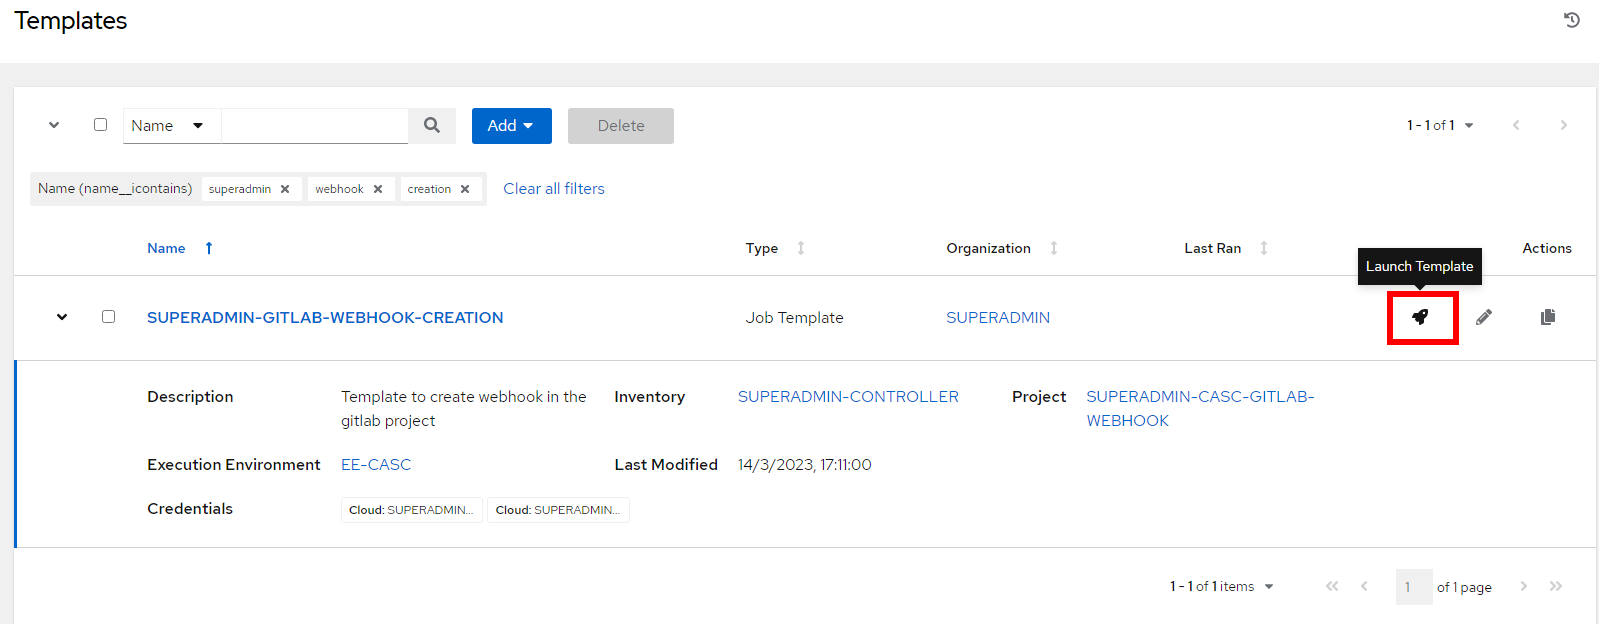 Templates
Name
Add
Delete
1 - 1 of 1
Name (name__icontains) superadmin webhook creation Clear all filters
Name Type Organization Last Ran Actions
Launch Template
SUPERADMIN-GITLAB-WEBHOOK-CREATION Job Template SUPERADMIN
Description Template to create webhook in the Inventory SUPERADMIN-CONTROLLER Project SUPERADMIN-CASC-GITLAB-
gitlab project WEBHOOK
Execution Environment EE-CASC Last Modified 14/3/2023, 17:11:00
Credentials Cloud: SUPERADMIN... Cloud: SUPERADMIN...
1 - 1 of 1 items 1 of 1 page